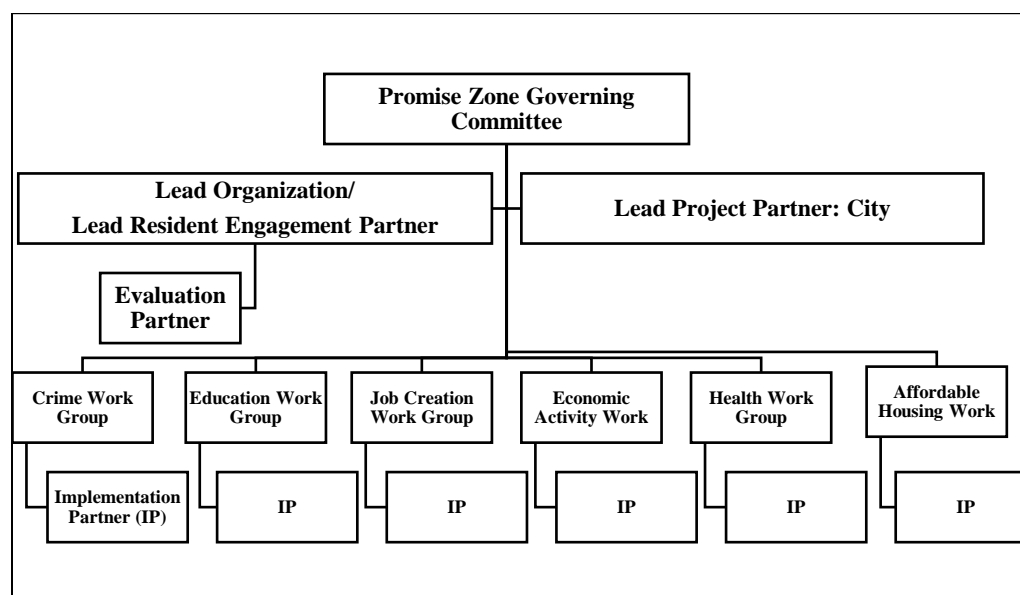 Promise Zone Governing
Committee
Lead Organization/
Lead Resident Engagement Partner
Lead Project Partner: City
Evaluation
Partner
Crime Work
Group
Education Work
Group
Job Creation
Work Group
Economic
Activity Work
Health Work
Group
Affordable
Housing Work
Implementation
Partner (IP)
IP
IP
IP
IP
IP